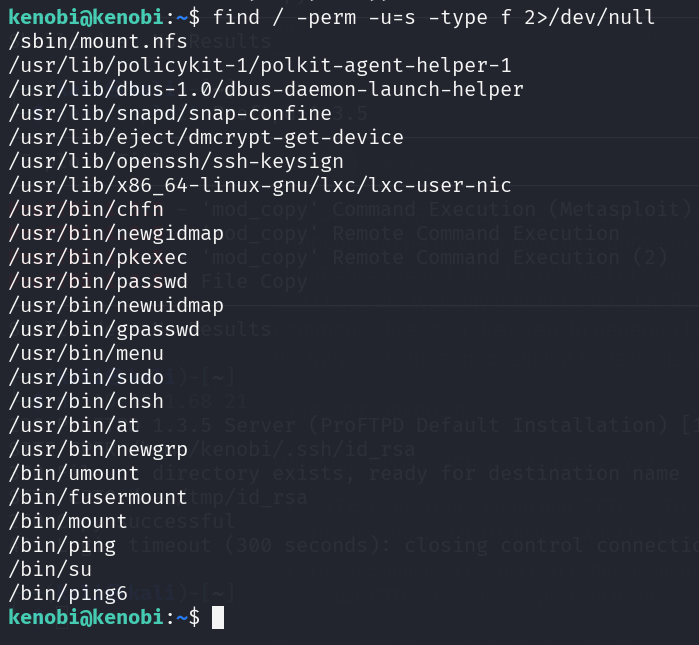 kenobi@kenobi:~$ find / -perm -u=s -type f 2>/dev/null
/sbin/mount.nfs
/usr/lib/policykit-1/polkit-agent-helper-1
/usr/lib/dbus-1.0/dbus-daemon-launch-helper
/usr/lib/snapd/snap-confine
/usr/lib/eject/dmcrypt-get-device
/usr/lib/openssh/ssh-keysign
/usr/lib/x86_64-linux-gnu/lxc/lxc-user-nic
/usr/bin/chfn
/usr/bin/newgidmap
/usr/bin/pkexec
/usr/bin/passwd
/usr/bin/newuidmap
/usr/bin/gpasswd
/usr/bin/menu
/usr/bin/sudo
/usr/bin/chsh
/usr/bin/at
/usr/bin/newgrp
/bin/umount
/bin/fusermount
/bin/mount
/bin/ping
/bin/su
/bin/ping6
kenobi@kenobi:~$